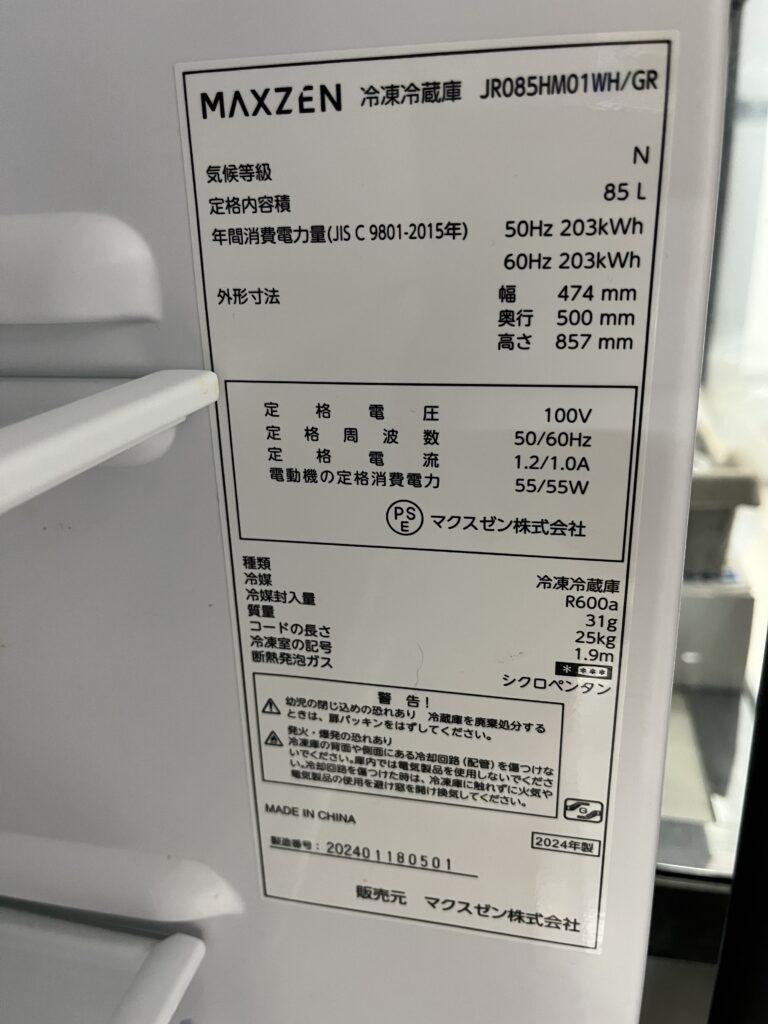 MAXZEN 冷凍冷蔵庫 JR085HM01WH/GR
気候等級 N
定格内容積 85 L
年間消費電力量(JIS C 9801-2015年) 50Hz 203kWh
60Hz 203kWh
外形寸法 幅 474 mm
奥行 500 mm
高さ 857 mm
定格電圧 100V
定格周波数 50/60Hz
定格電流 1.2/1.0A
電動機の定格消費電力 55/55W
PSE マクスゼン株式会社
種類 冷凍冷蔵庫
冷媒 R600a
冷媒封入量 31g
質量 25kg
コードの長さ 1.9m
冷凍室の記号 * ***
断熱発泡ガス シクロペンタン
警告!
幼児の閉じ込めの恐れあり 冷蔵庫を廃棄処分する
ときは、扉パッキンをはずしてください。
発火・爆発の恐れあり
冷凍庫の背面や側面にある冷却回路(配管)を傷つけな
いでください。庫内では電気製品を使用しないでくださ
い。冷却回路を傷つけた時は、冷凍庫に触れずに火気や
電気製品の使用を避け窓を開け換気してください。
G
MADE IN CHINA
2024年製
製造番号:202401180501
販売元 マクスゼン株式会社